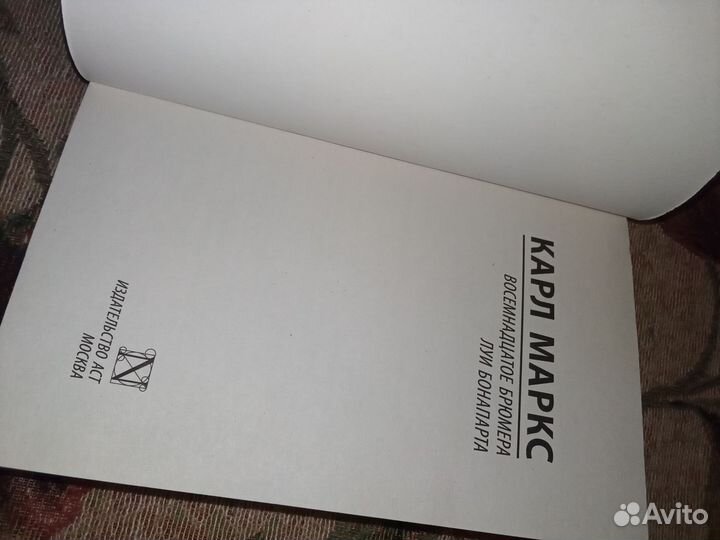 КАРЛ МАРКС
ВОСЕМНАДЦАТОЕ БРЮМЕРА
ЛУИ БОНАПАРТА
ИЗДАТЕЛЬСТВО АСТ
МОСКВА
Avito